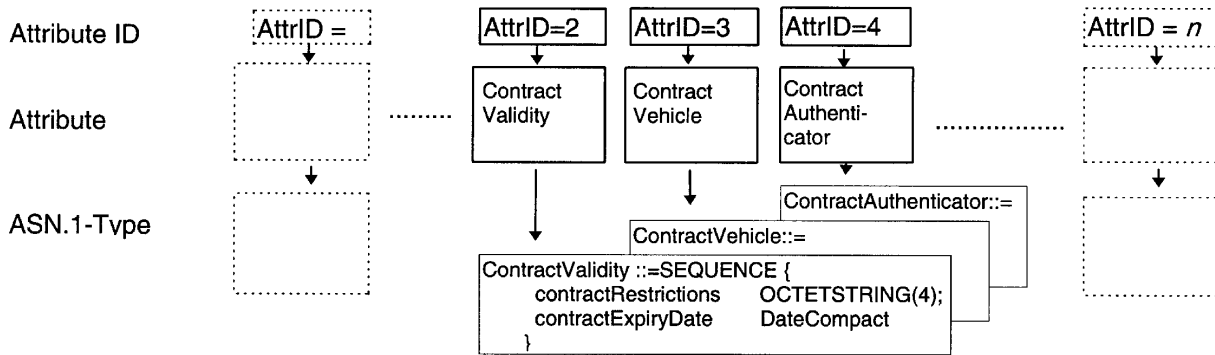 Attribute ID
AttrID =
AttrID=2
AttrID=3
AttrID=4
AttrID = n
Attribute
Contract
Validity
Contract
Vehicle
Contract
Authenti-
cator
ASN.1-Type
ContractAuthenticator::=
ContractVehicle::=
ContractValidity ::=SEQUENCE {
contractRestrictions OCTETSTRING(4);
contractExpiryDate DateCompact
}